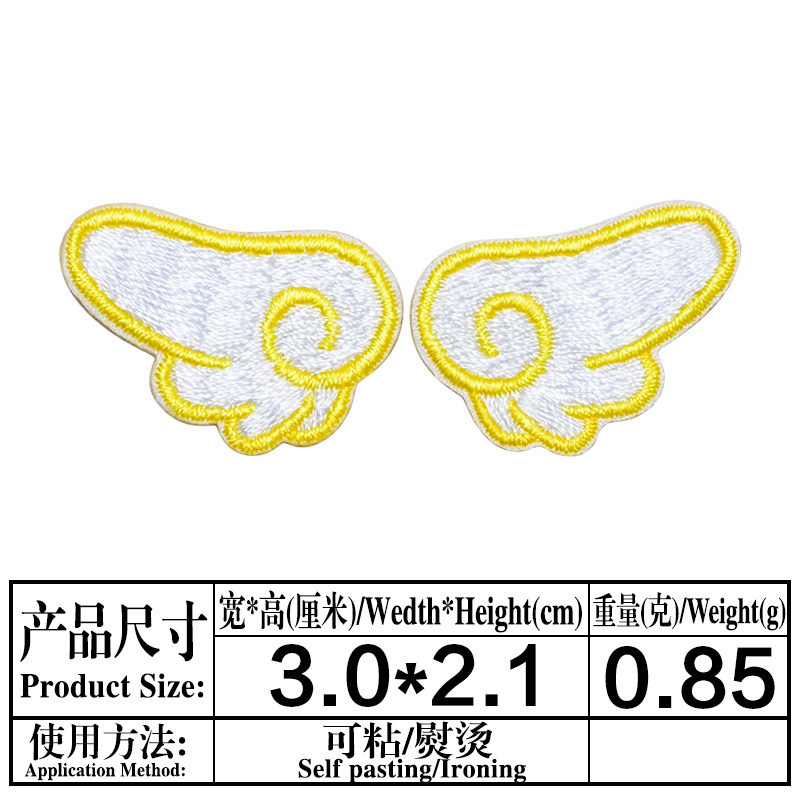 产品尺寸
Product Size:
宽*高(厘米)/Wedth*Height(cm)
3.0*2.1
重量(克)/Weight(g)
0.85
使用方法:
Application Method:
可粘/熨烫
Self pasting/Ironing